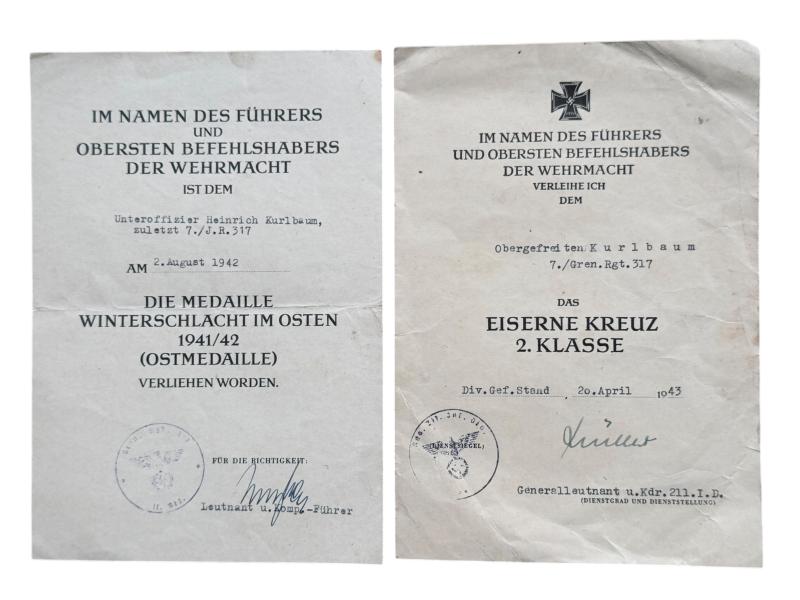 IM NAMEN DES FÜHRERS
UND
OBERSTEN BEFEHLSHABERS
DER WEHRMACHT
IST DEM
Unteroffizier Heinrich Kurlbaum,
zuletzt 7./J.R.317
AM 2.August 1942
DIE MEDAILLE
WINTERSCHLACHT IM OSTEN
1941/42
(OSTMEDAILLE)
VERLIEHEN WORDEN.
FÜR DIE RICHTIGKEIT:
Leutnant u.Komp.-Führer
IM NAMEN DES FÜHRERS
UND OBERSTEN BEFEHLSHABERS
DER WEHRMACHT
VERLEIHE ICH
DEM
Obergefreiten Kurlbaum
7./Gren.Rgt.317
DAS
EISERNE KREUZ
2. KLASSE
Div.Gef.Stand , 20.April 1943
(DIENSTSIEGEL)
Müller
Generalleutnant u.Kdr.211.I.D.
(DIENSTGRAD UND DIENSTSTELLUNG)